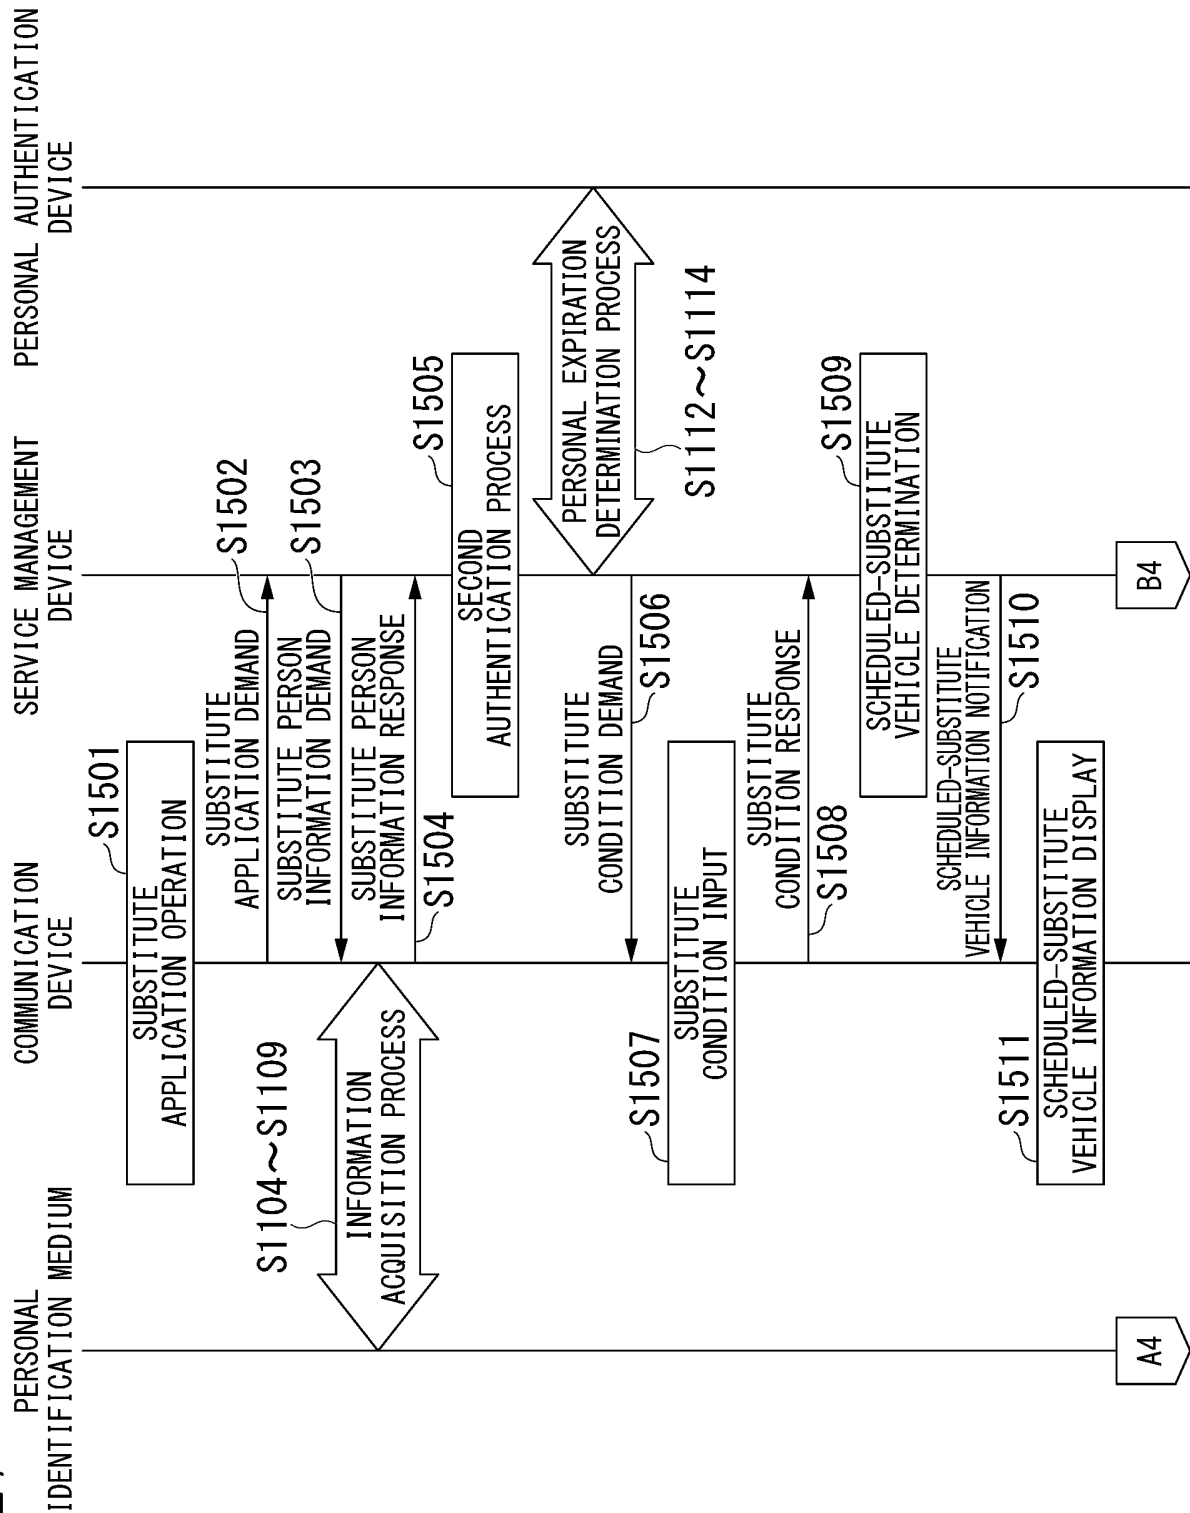 PERSONAL
IDENTIFICATION MEDIUM
COMMUNICATION
DEVICE
SERVICE MANAGEMENT
DEVICE
PERSONAL AUTHENTICATION
DEVICE
S1501
SUBSTITUTE
APPLICATION OPERATION
SUBSTITUTE
APPLICATION DEMAND
S1502
SUBSTITUTE PERSON
INFORMATION DEMAND
S1503
S1104～S1109
INFORMATION
ACQUISITION PROCESS
SUBSTITUTE PERSON
INFORMATION RESPONSE
S1504
S1505
SECOND
AUTHENTICATION PROCESS
PERSONAL EXPIRATION
DETERMINATION PROCESS
S1112～S1114
SUBSTITUTE
CONDITION DEMAND
S1506
S1507
SUBSTITUTE
CONDITION INPUT
SUBSTITUTE
CONDITION RESPONSE
S1508
S1509
SCHEDULED-SUBSTITUTE
VEHICLE DETERMINATION
SCHEDULED-SUBSTITUTE
VEHICLE INFORMATION NOTIFICATION
S1510
S1511
SCHEDULED-SUBSTITUTE
VEHICLE INFORMATION DISPLAY
A4
B4